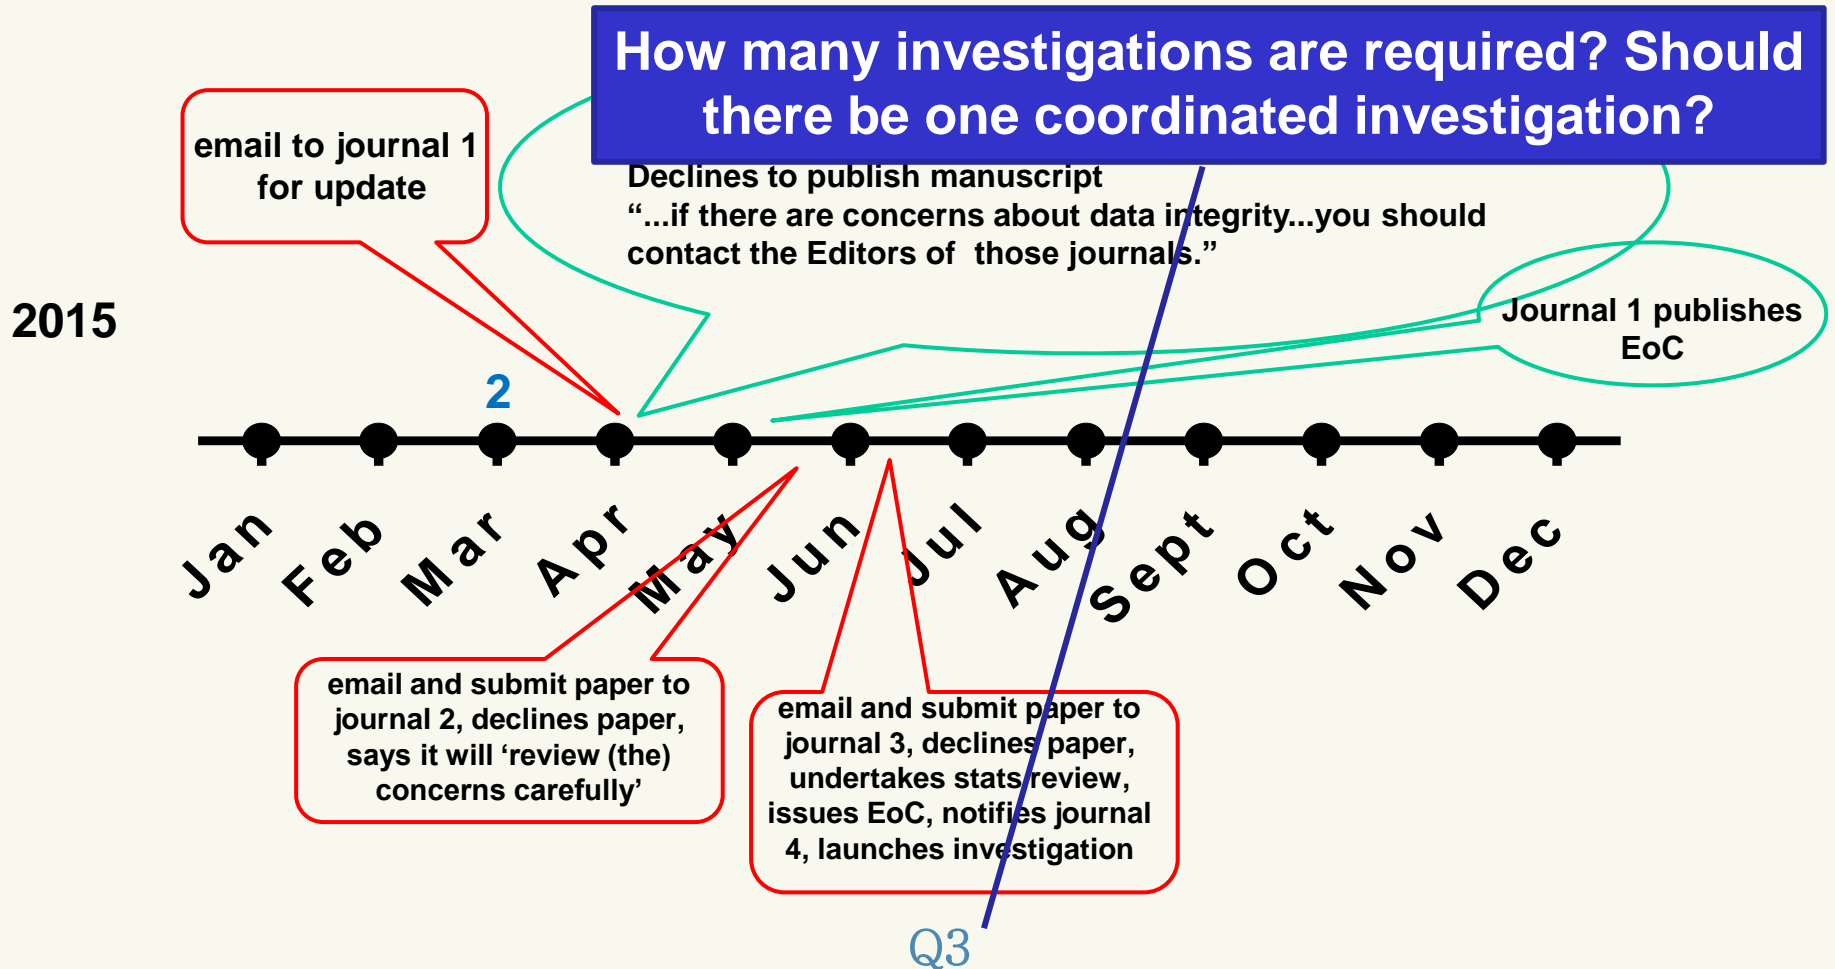 How many investigations are required? Should
there be one coordinated investigation?
email to journal 1
for update
Declines to publish manuscript
“...if there are concerns about data integrity...you should
contact the Editors of  those journals.”
Journal 1 publishes
EoC
2015
2
Jan
Feb
Mar
Apr
May
Jun
Jul
Aug
Sept
Oct
Nov
Dec
email and submit paper to
journal 2, declines paper,
says it will ‘review (the)
concerns carefully’
email and submit paper to
journal 3, declines paper,
undertakes stats review,
issues EoC, notifies journal
4, launches investigation
Q3